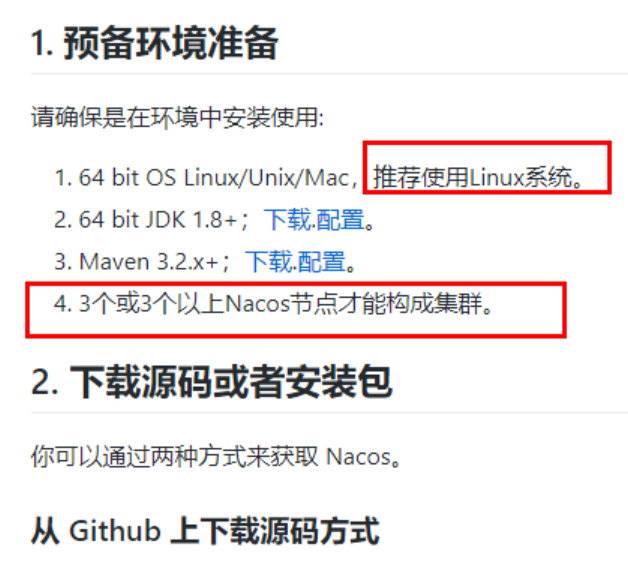 1. 预备环境准备
请确保是在环境中安装使用:
1. 64 bit OS Linux/Unix/Mac，推荐使用Linux系统。
2. 64 bit JDK 1.8+；下载.配置。
3. Maven 3.2.x+；下载.配置。
4. 3个或3个以上Nacos节点才能构成集群。
2. 下载源码或者安装包
你可以通过两种方式来获取 Nacos。
从 Github 上下载源码方式